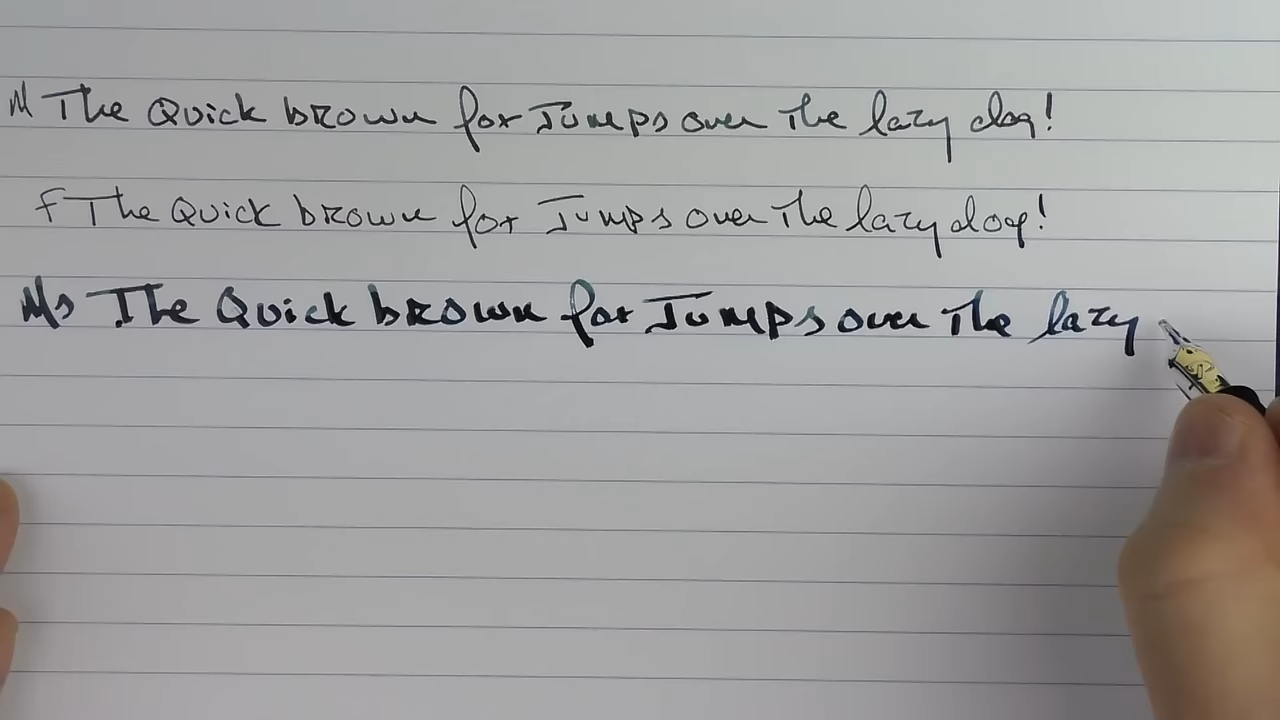 M The Quick brown fox Jumps over the lazy dog!
F The Quick brown fox Jumps over the lazy dog!
Ms The Quick brown fox Jumps over the lazy